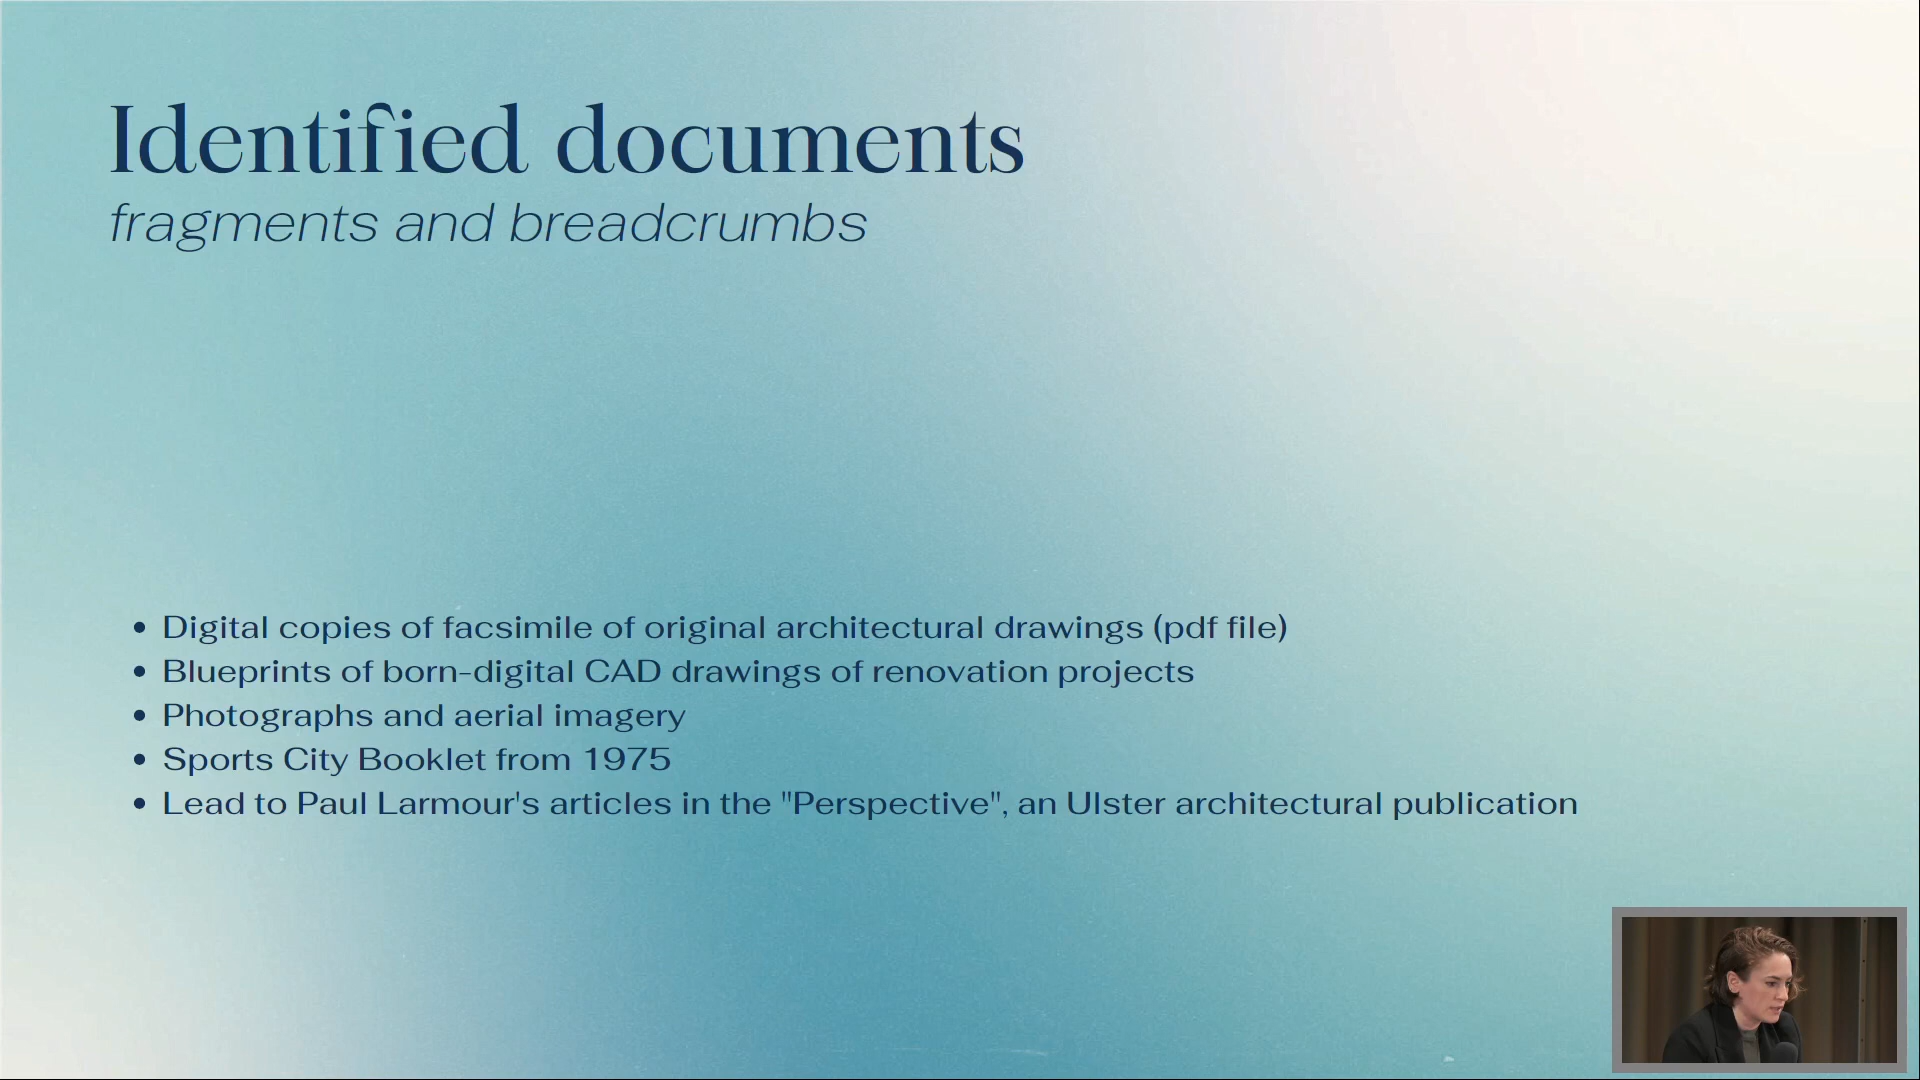 Identified documents
fragments and breadcrumbs
• Digital copies of facsimile of original architectural drawings (pdf file)
• Blueprints of born-digital CAD drawings of renovation projects
• Photographs and aerial imagery
• Sports City Booklet from 1975
• Lead to Paul Larmour's articles in the "Perspective", an Ulster architectural publication